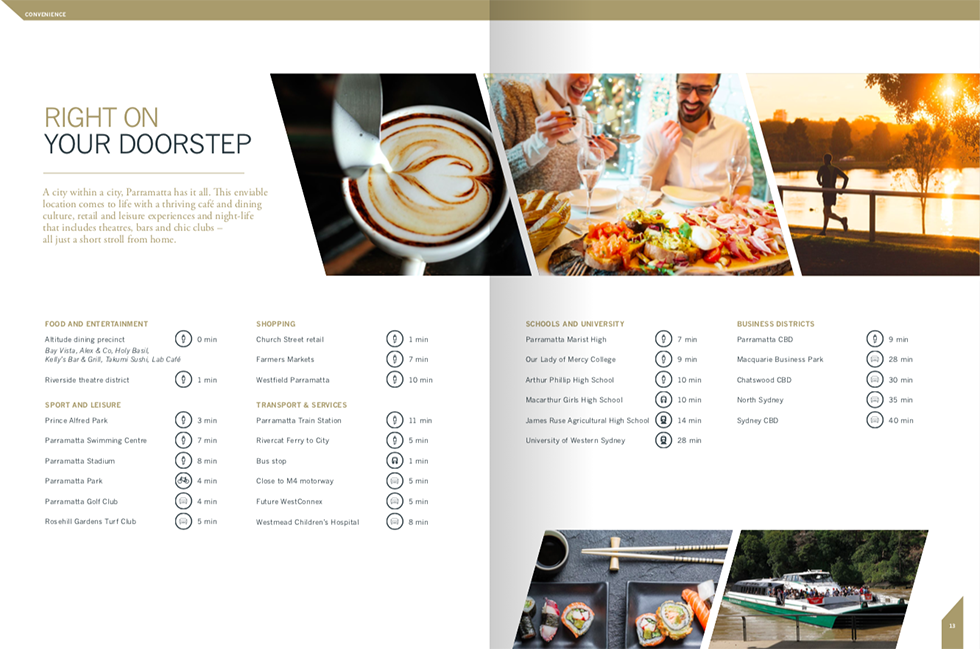 CONVENIENCE
RIGHT ON
YOUR DOORSTEP
A city within a city, Parramatta has it all. This enviable
location comes to life with a thriving café and dining
culture, retail and leisure experiences and night-life
that includes theatres, bars and chic clubs –
all just a short stroll from home.
FOOD AND ENTERTAINMENT
Altitude dining precinct 0 min
Bay Vista, Alex & Co, Holy Basil,
Kelly's Bar & Grill, Takumi Sushi, Lab Café
Riverside theatre district 1 min
SPORT AND LEISURE
Prince Alfred Park 3 min
Parramatta Swimming Centre 7 min
Parramatta Stadium 8 min
Parramatta Park 4 min
Parramatta Golf Club 4 min
Rosehill Gardens Turf Club 5 min
SHOPPING
Church Street retail 1 min
Farmers Markets 7 min
Westfield Parramatta 10 min
TRANSPORT & SERVICES
Parramatta Train Station 11 min
Rivercat Ferry to City 5 min
Bus stop 1 min
Close to M4 motorway 5 min
Future WestConnex 5 min
Westmead Children's Hospital 8 min
SCHOOLS AND UNIVERSITY
Parramatta Marist High 7 min
Our Lady of Mercy College 9 min
Arthur Phillip High School 10 min
Macarthur Girls High School 10 min
James Ruse Agricultural High School 14 min
University of Western Sydney 28 min
BUSINESS DISTRICTS
Parramatta CBD 9 min
Macquarie Business Park 28 min
Chatswood CBD 30 min
North Sydney 35 min
Sydney CBD 40 min
13